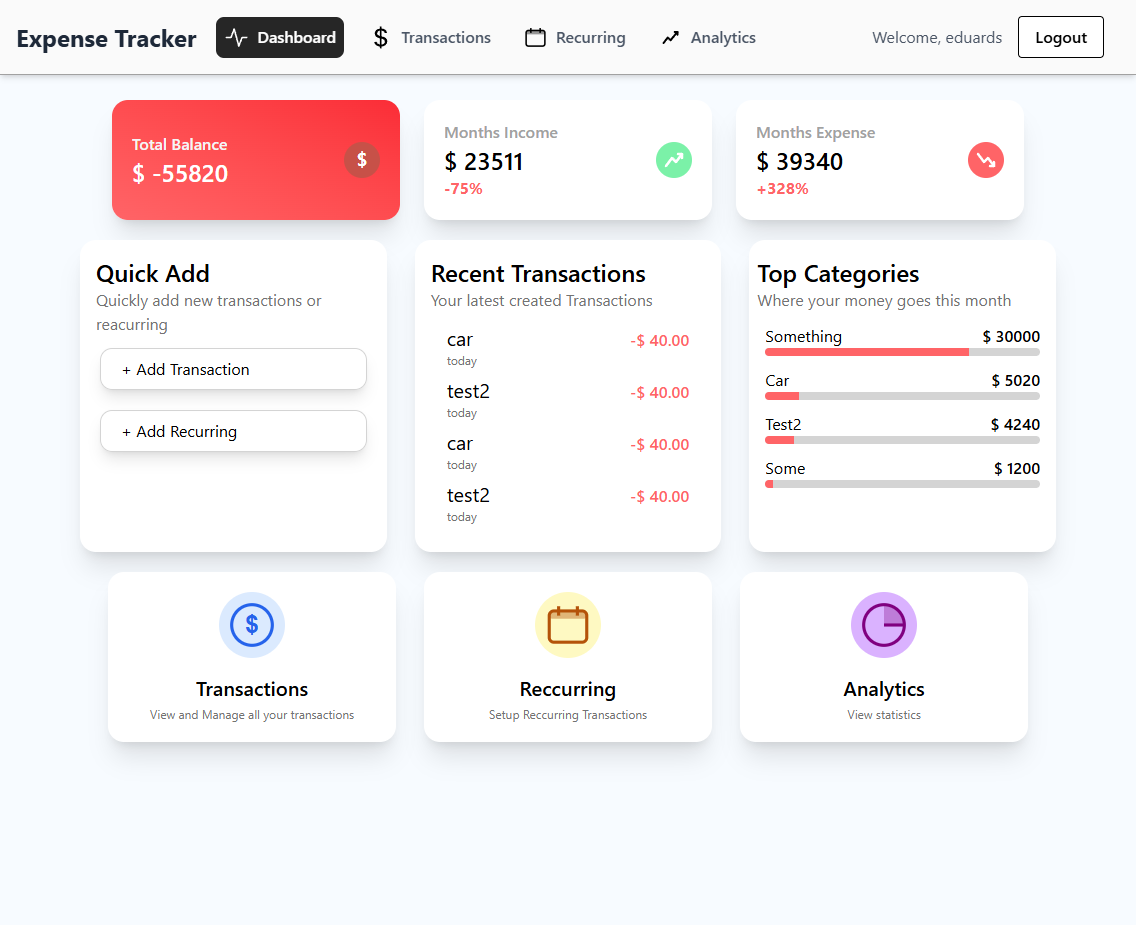 Expense Tracker
Dashboard
$ Transactions
Recurring
Analytics
Welcome, eduards
Logout
Total Balance
$ -55820
$
Months Income
$ 23511
-75%
Months Expense
$ 39340
+328%
Quick Add
Quickly add new transactions or
reacurring
+ Add Transaction
+ Add Recurring
Recent Transactions
Your latest created Transactions
car -$ 40.00
today
test2 -$ 40.00
today
car -$ 40.00
today
test2 -$ 40.00
today
Top Categories
Where your money goes this month
Something $ 30000
Car $ 5020
Test2 $ 4240
Some $ 1200
$
Transactions
View and Manage all your transactions
Reccurring
Setup Reccurring Transactions
Analytics
View statistics